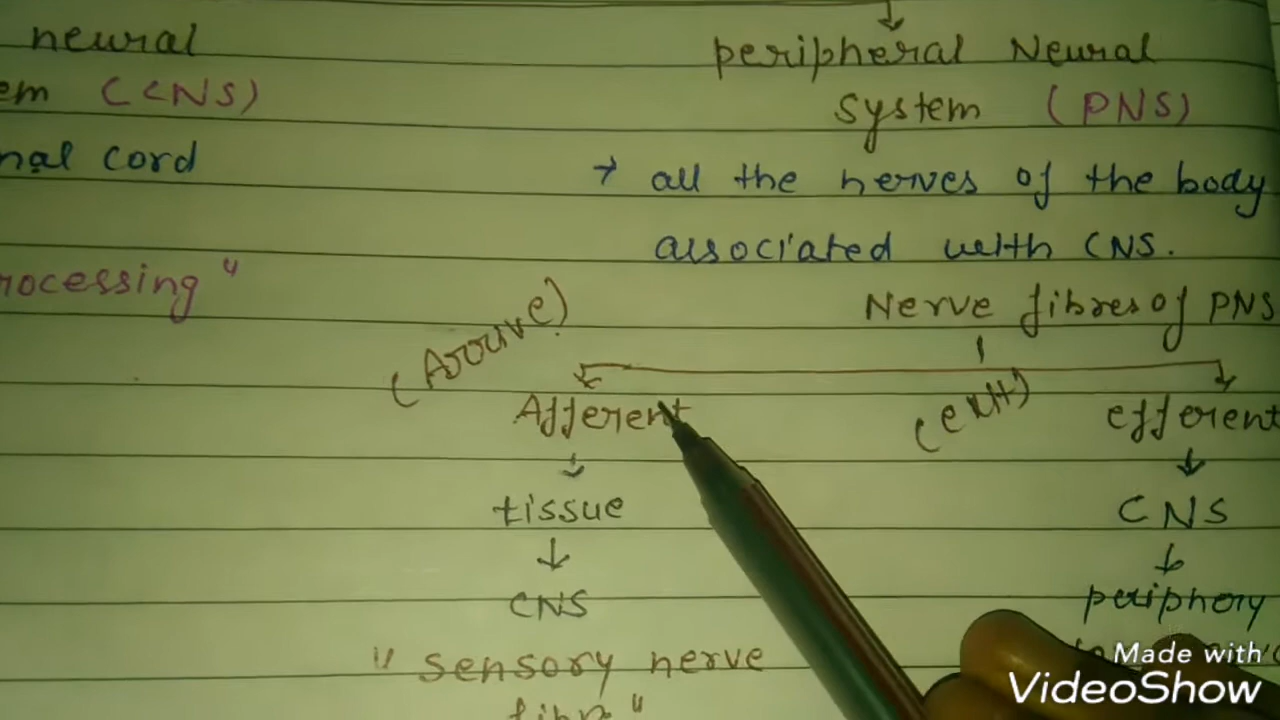 neural
em (CNS)
nal cord
rocessing"
peripheral Neural
system (PNS)
→ all the nerves of the body
associated with CNS.
Nerve fibres of PNS
(Arrive)
(exit)
Afferent
↓
tissue
↓
CNS
" sensory nerve
efferent
↓
CNS
↓
periphory
Made with
VideoShow